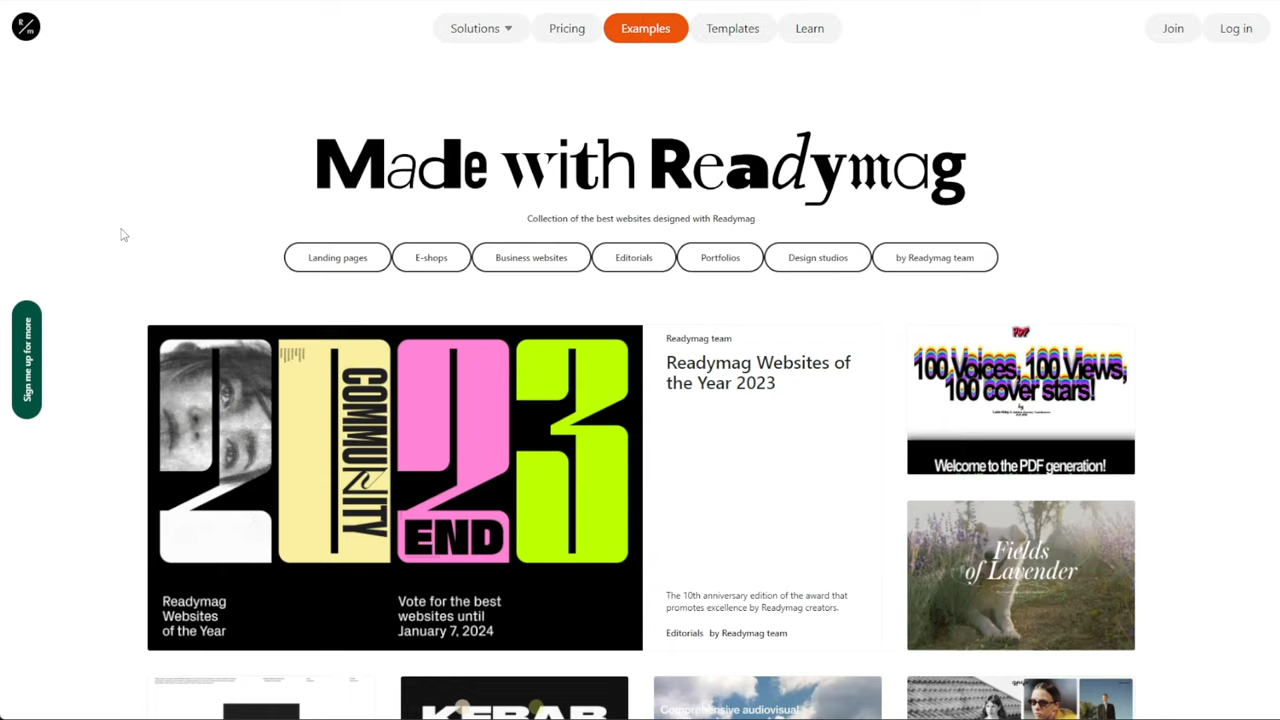 R/m
Solutions
Pricing
Examples
Templates
Learn
Join
Log in
Made with Readymag
Collection of the best websites designed with Readymag
Landing pages
E-shops
Business websites
Editorials
Portfolios
Design studios
by Readymag team
Sign me up for more
COMMUNITY
END
Readymag
Websites
of the Year
Vote for the best
websites until
January 7, 2024
Readymag team
Readymag Websites of
the Year 2023
The 10th anniversary edition of the award that
promotes excellence by Readymag creators.
Editorials by Readymag team
PDF
100 Voices, 100 Views,
100 cover stars!
by
Welcome to the PDF generation!
Fields
of Lavender
KEBAB
Comprehensive audiovisual